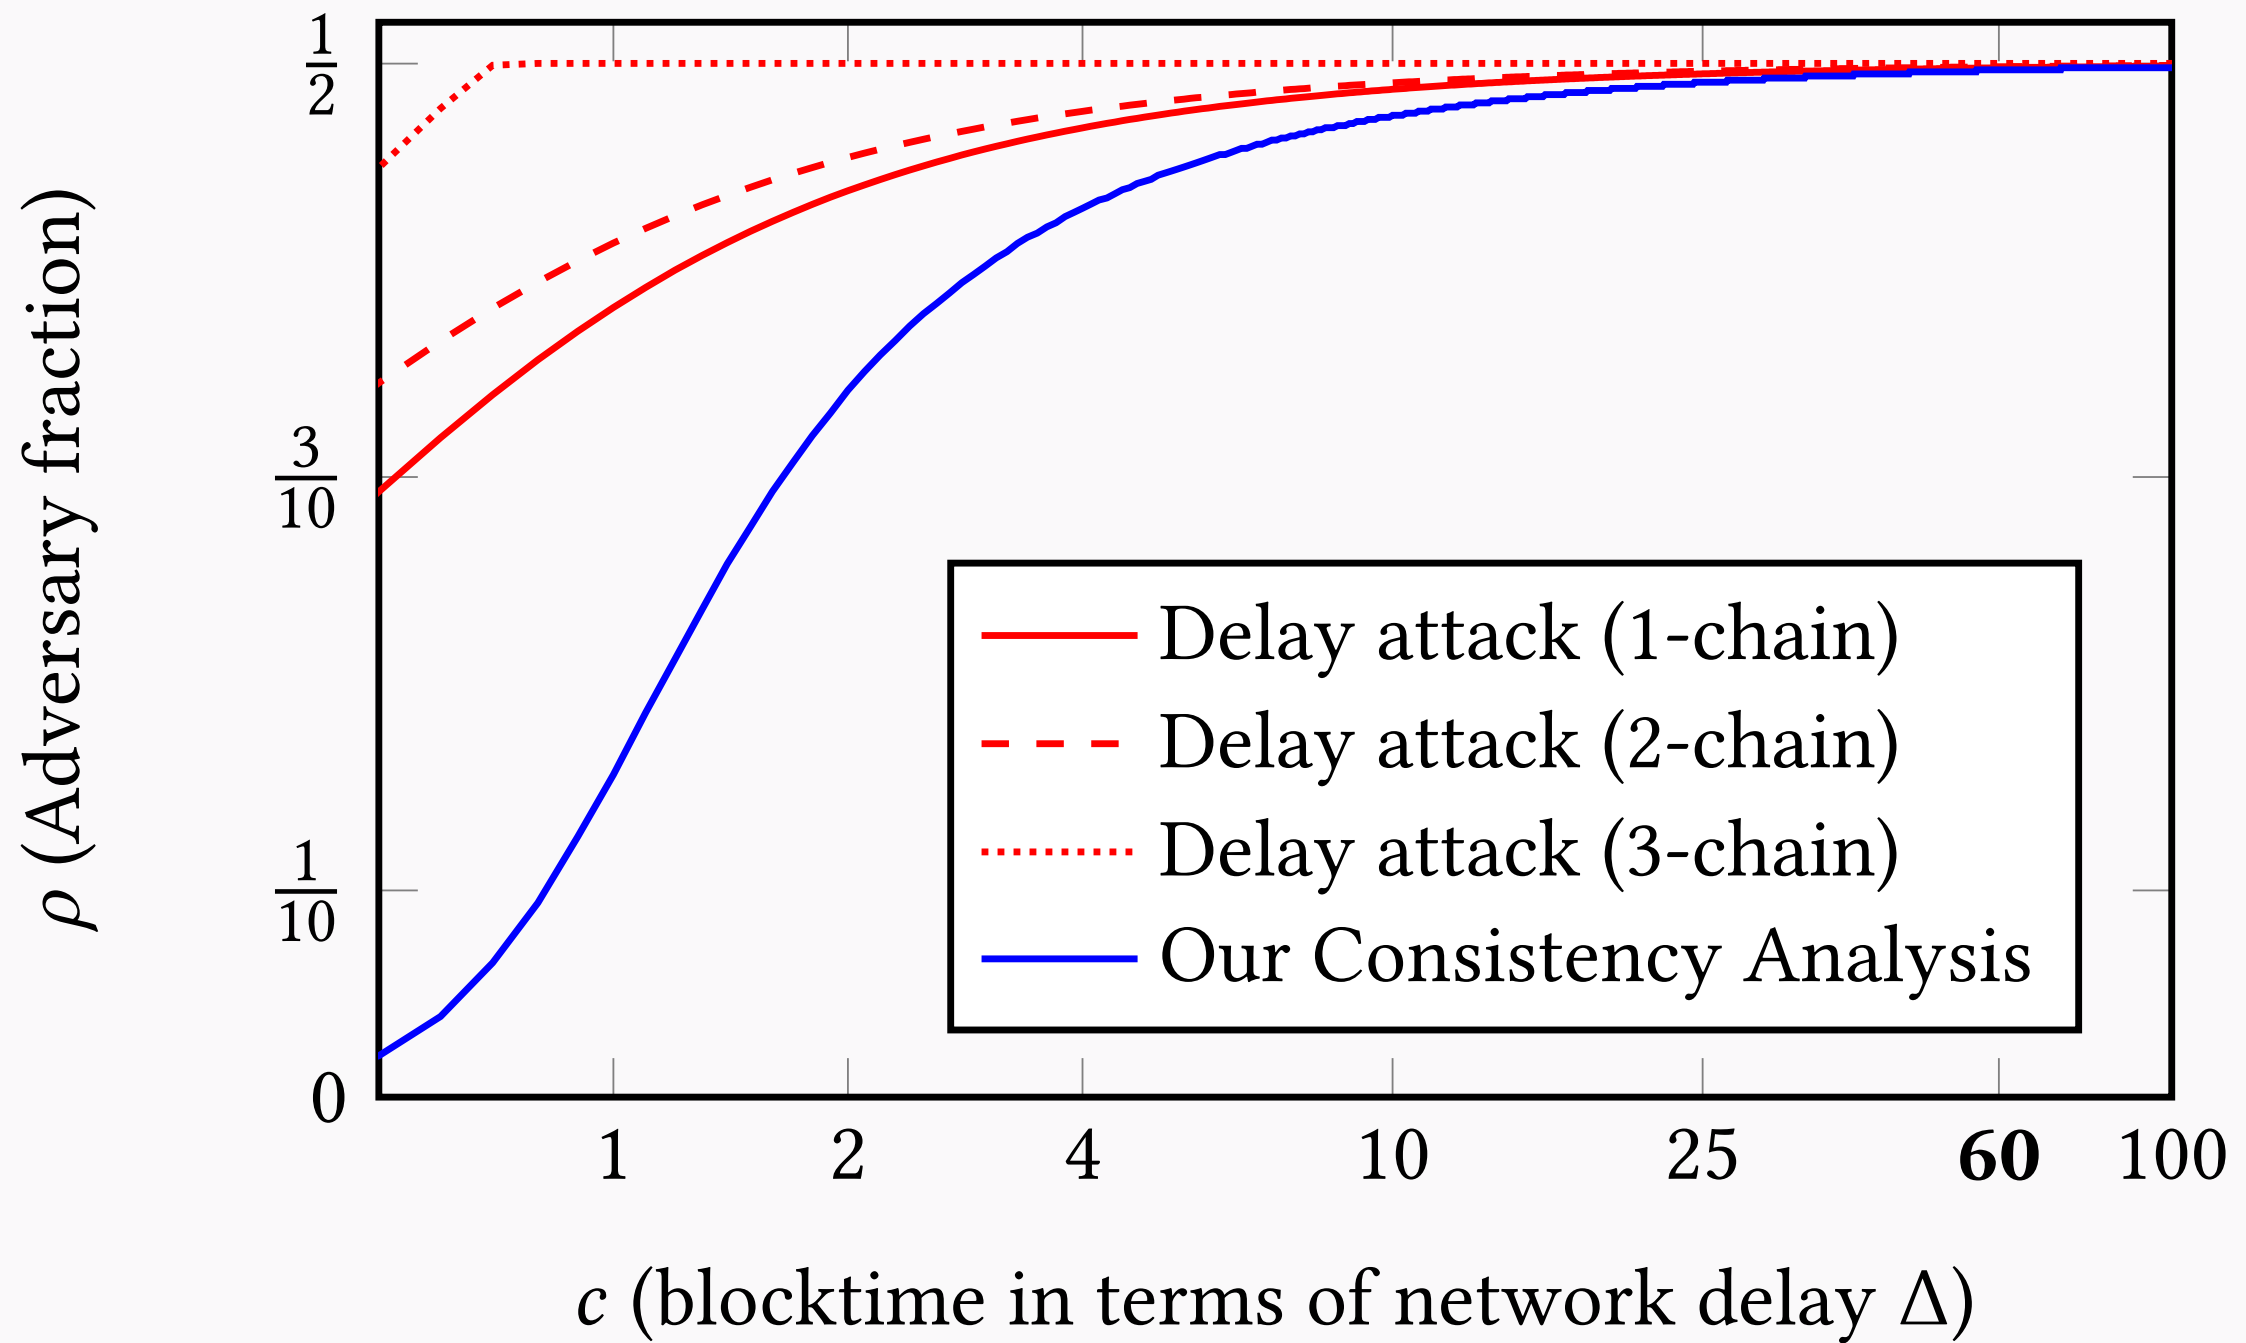 ρ (Adversary fraction)
1/2
3/10
1/10
0
Delay attack (1-chain)
Delay attack (2-chain)
Delay attack (3-chain)
Our Consistency Analysis
1 2 4 10 25 60 100
c (blocktime in terms of network delay Δ)